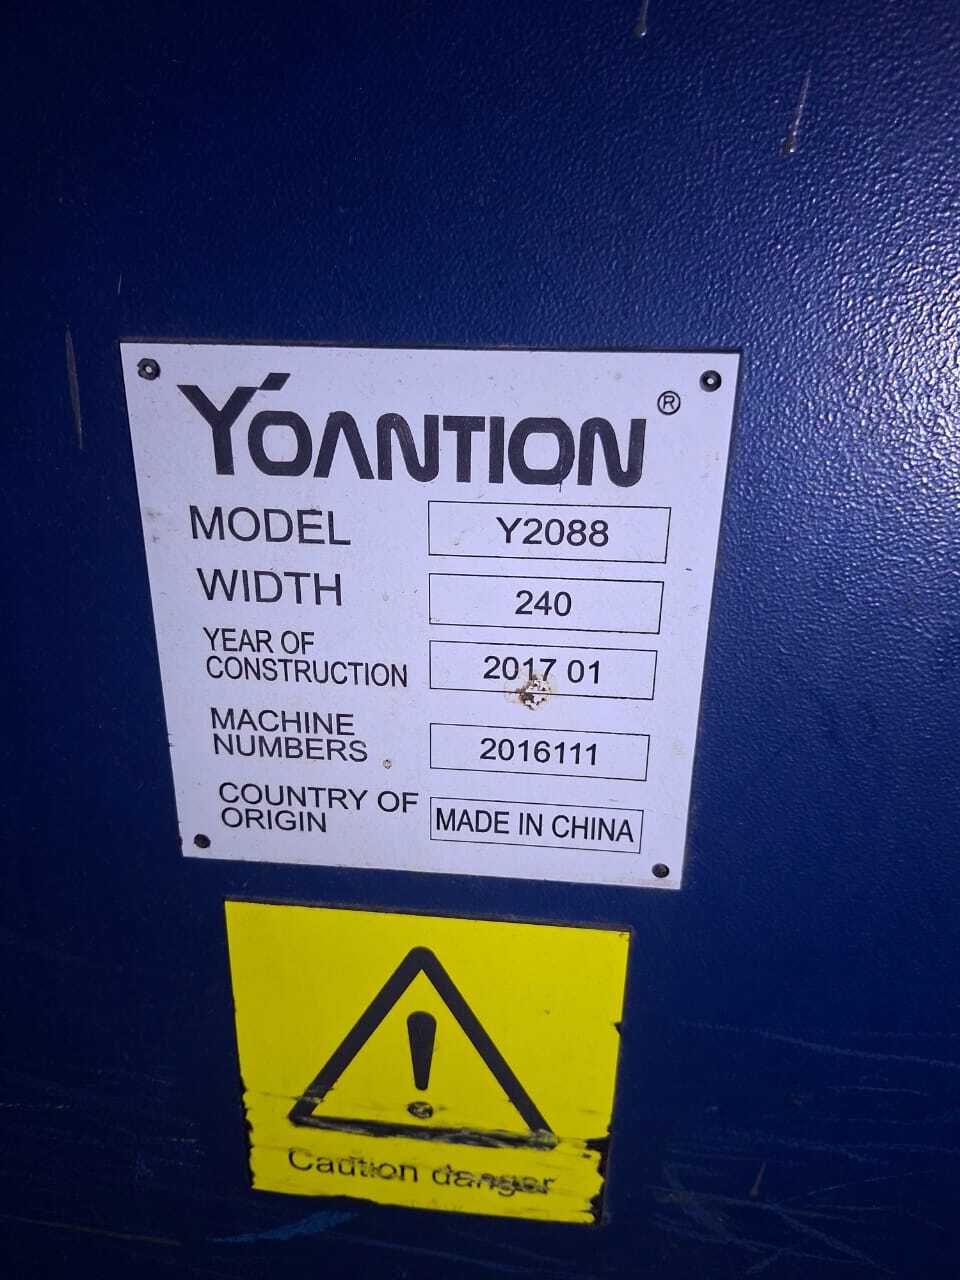 YOANTION ®
MODEL Y2088
WIDTH 240
YEAR OF
CONSTRUCTION 2017 01
MACHINE
NUMBERS 2016111
COUNTRY OF
ORIGIN MADE IN CHINA
Caution danger